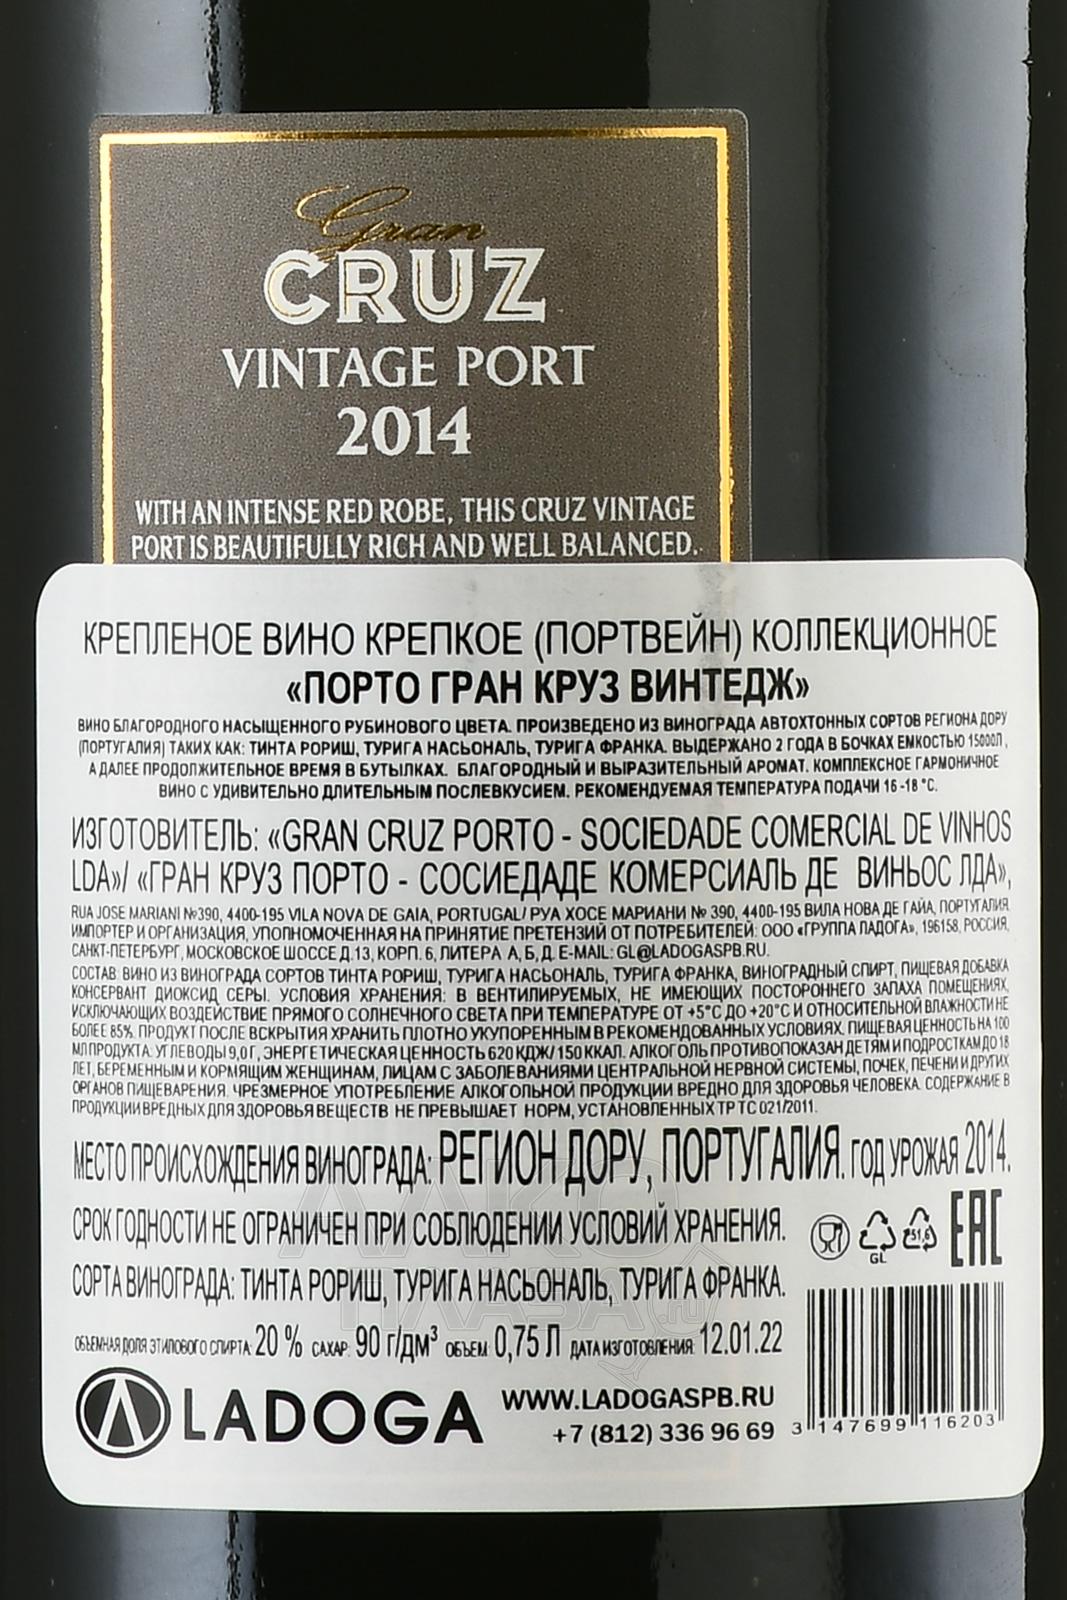 Gran
CRUZ
VINTAGE PORT
2014
WITH AN INTENSE RED ROBE, THIS CRUZ VINTAGE
PORT IS BEAUTIFULLY RICH AND WELL BALANCED.
КРЕПЛЕНОЕ ВИНО КРЕПКОЕ (ПОРТВЕЙН) КОЛЛЕКЦИОННОЕ
«ПОРТО ГРАН КРУЗ ВИНТЕДЖ»
ВИНО БЛАГОРОДНОГО НАСЫЩЕННОГО РУБИНОВОГО ЦВЕТА. ПРОИЗВЕДЕНО ИЗ ВИНОГРАДА АВТОХТОННЫХ СОРТОВ РЕГИОНА ДОРУ
(ПОРТУГАЛИЯ) ТАКИХ КАК: ТИНТА РОРИШ, ТУРИГА НАСЬОНАЛЬ, ТУРИГА ФРАНКА. ВЫДЕРЖАНО 2 ГОДА В БОЧКАХ ЕМКОСТЬЮ 15000Л,
А ДАЛЕЕ ПРОДОЛЖИТЕЛЬНОЕ ВРЕМЯ В БУТЫЛКАХ. БЛАГОРОДНЫЙ И ВЫРАЗИТЕЛЬНЫЙ АРОМАТ. КОМПЛЕКСНОЕ ГАРМОНИЧНОЕ
ВИНО С УДИВИТЕЛЬНО ДЛИТЕЛЬНЫМ ПОСЛЕВКУСИЕМ. РЕКОМЕНДУЕМАЯ ТЕМПЕРАТУРА ПОДАЧИ 16 -18 °С.
ИЗГОТОВИТЕЛЬ: «GRAN CRUZ PORTO - SOCIEDADE COMERCIAL DE VINHOS
LDA»/ «ГРАН КРУЗ ПОРТО - СОСИЕДАДЕ КОМЕРСИАЛЬ ДЕ ВИНЬОС ЛДА»,
RUA JOSE MARIANI №390, 4400-195 VILA NOVA DE GAIA, PORTUGAL/ РУА ХОСЕ МАРИАНИ № 390, 4400-195 ВИЛА НОВА ДЕ ГАЙА, ПОРТУГАЛИЯ.
ИМПОРТЕР И ОРГАНИЗАЦИЯ, УПОЛНОМОЧЕННАЯ НА ПРИНЯТИЕ ПРЕТЕНЗИЙ ОТ ПОТРЕБИТЕЛЕЙ: ООО «ГРУППА ЛАДОГА», 196158, РОССИЯ,
САНКТ-ПЕТЕРБУРГ, МОСКОВСКОЕ ШОССЕ Д.13, КОРП. 6, ЛИТЕРА А, Б, Д. E-MAIL: GL@LADOGASPB.RU.
СОСТАВ: ВИНО ИЗ ВИНОГРАДА СОРТОВ ТИНТА РОРИШ, ТУРИГА НАСЬОНАЛЬ, ТУРИГА ФРАНКА, ВИНОГРАДНЫЙ СПИРТ, ПИЩЕВАЯ ДОБАВКА
КОНСЕРВАНТ ДИОКСИД СЕРЫ. УСЛОВИЯ ХРАНЕНИЯ: В ВЕНТИЛИРУЕМЫХ, НЕ ИМЕЮЩИХ ПОСТОРОННЕГО ЗАПАХА ПОМЕЩЕНИЯХ,
ИСКЛЮЧАЮЩИХ ВОЗДЕЙСТВИЕ ПРЯМОГО СОЛНЕЧНОГО СВЕТА ПРИ ТЕМПЕРАТУРЕ ОТ +5°С ДО +20°С И ОТНОСИТЕЛЬНОЙ ВЛАЖНОСТИ НЕ
БОЛЕЕ 85%. ПРОДУКТ ПОСЛЕ ВСКРЫТИЯ ХРАНИТЬ ПЛОТНО УКУПОРЕННЫМ В РЕКОМЕНДОВАННЫХ УСЛОВИЯХ. ПИЩЕВАЯ ЦЕННОСТЬ НА 100
МЛ ПРОДУКТА: УГЛЕВОДЫ 9,0 Г, ЭНЕРГЕТИЧЕСКАЯ ЦЕННОСТЬ 620 КДЖ/ 150 ККАЛ. АЛКОГОЛЬ ПРОТИВОПОКАЗАН ДЕТЯМ И ПОДРОСТКАМ ДО 18
ЛЕТ, БЕРЕМЕННЫМ И КОРМЯЩИМ ЖЕНЩИНАМ, ЛИЦАМ С ЗАБОЛЕВАНИЯМИ ЦЕНТРАЛЬНОЙ НЕРВНОЙ СИСТЕМЫ, ПОЧЕК, ПЕЧЕНИ И ДРУГИХ
ОРГАНОВ ПИЩЕВАРЕНИЯ. ЧРЕЗМЕРНОЕ УПОТРЕБЛЕНИЕ АЛКОГОЛЬНОЙ ПРОДУКЦИИ ВРЕДНО ДЛЯ ЗДОРОВЬЯ ЧЕЛОВЕКА. СОДЕРЖАНИЕ В
ПРОДУКЦИИ ВРЕДНЫХ ДЛЯ ЗДОРОВЬЯ ВЕЩЕСТВ НЕ ПРЕВЫШАЕТ НОРМ, УСТАНОВЛЕННЫХ ТР ТС 021/2011.
МЕСТО ПРОИСХОЖДЕНИЯ ВИНОГРАДА: РЕГИОН ДОРУ, ПОРТУГАЛИЯ. ГОД УРОЖАЯ 2014.
СРОК ГОДНОСТИ НЕ ОГРАНИЧЕН ПРИ СОБЛЮДЕНИИ УСЛОВИЙ ХРАНЕНИЯ.
GL 51,6 EAC
СОРТА ВИНОГРАДА: ТИНТА РОРИШ, ТУРИГА НАСЬОНАЛЬ, ТУРИГА ФРАНКА.
АЛКО ПЛАЗА.ru
ОБЪЕМНАЯ ДОЛЯ ЭТИЛОВОГО СПИРТА: 20 % САХАР: 90 г/дм³ ОБЪЕМ: 0,75 Л ДАТА ИЗГОТОВЛЕНИЯ: 12.01.22
LADOGA
WWW.LADOGASPB.RU
+7 (812) 336 96 69
3 147699 116203